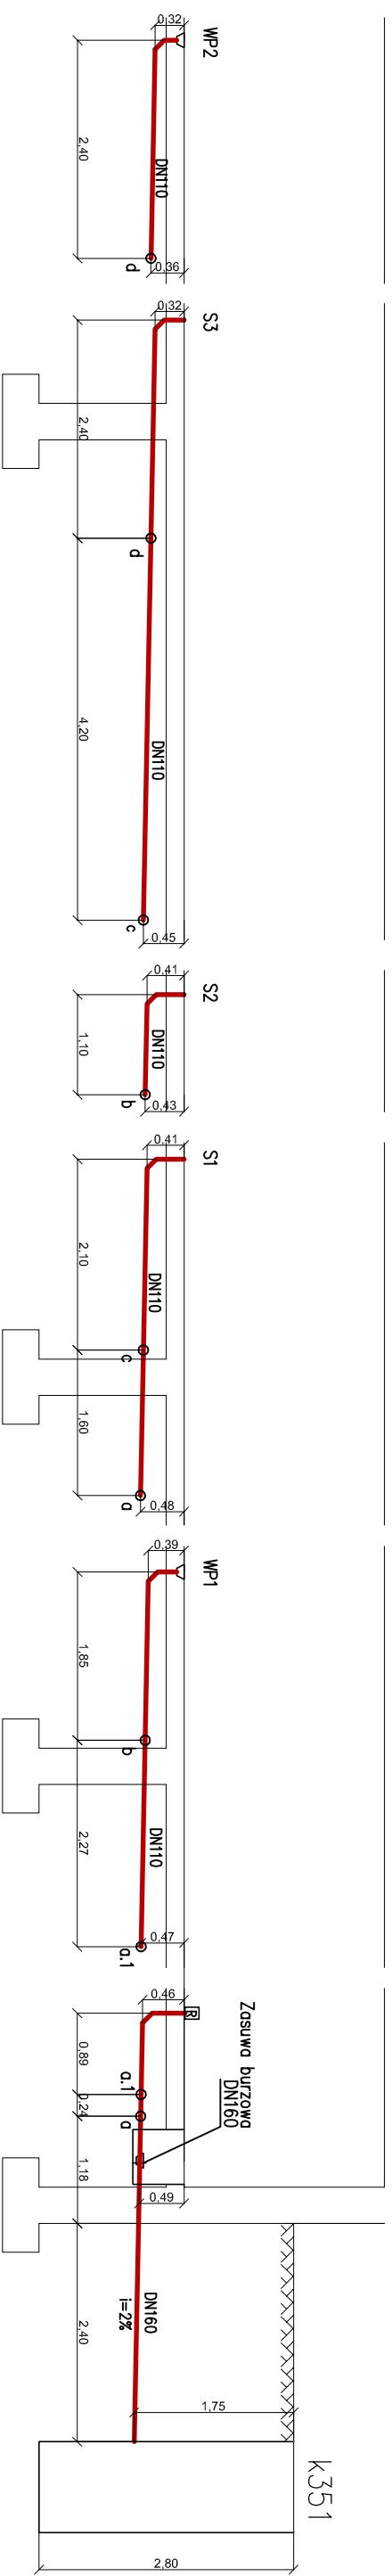 WP2
0,32
DN110
2,40
d
0,36
S3
0,32
2,40
d
4,20
DN110
c
0,45
S2
0,41
DN110
1,10
b
0,43
S1
0,41
2,10
DN110
c
1,60
a
0,48
WP1
0,39
1,85
b
2,27
DN110
a.1
0,47
R
0,46
Zasuwa burzowa
DN160
0,89
a.1
0,24
a
1,18
0,49
DN160
i=2%
2,40
1,75
k351
2,80